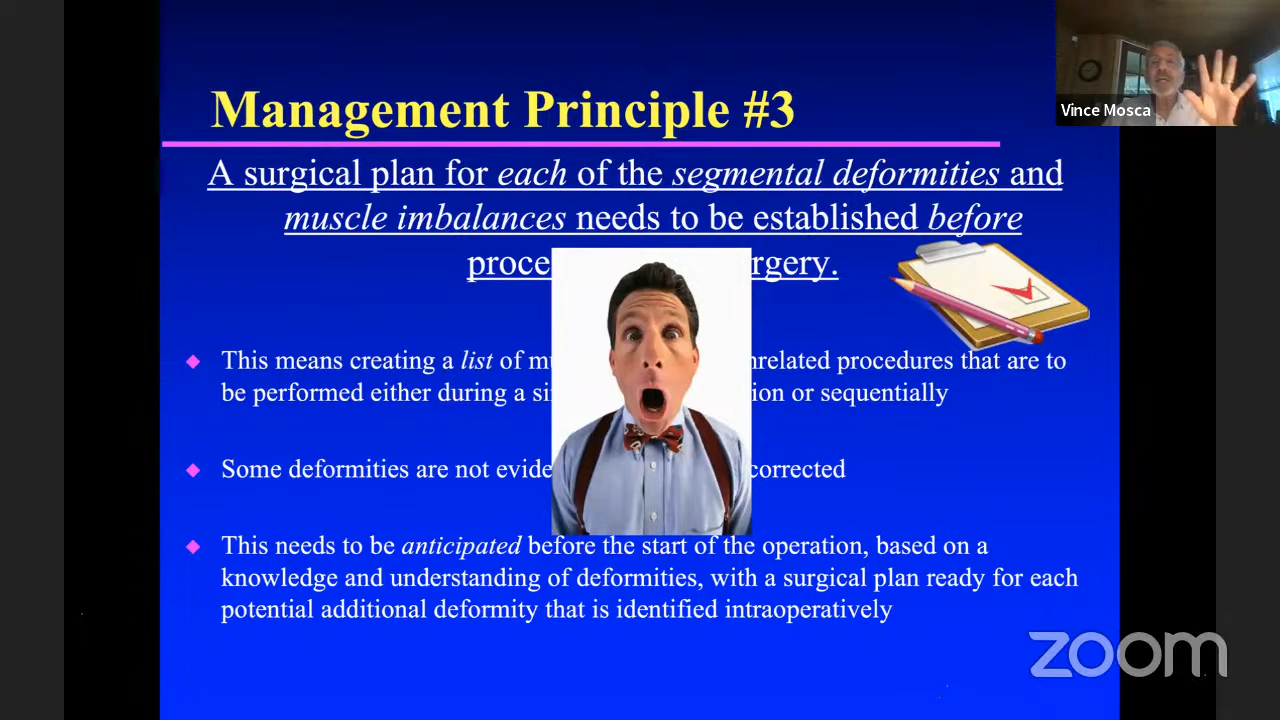 Management Principle #3
Vince Mosca
A surgical plan for each of the segmental deformities and
muscle imbalances needs to be established before
proce rgery.
This means creating a list of mu nrelated procedures that are to
be performed either during a si ion or sequentially
Some deformities are not evide corrected
This needs to be anticipated before the start of the operation, based on a
knowledge and understanding of deformities, with a surgical plan ready for each
potential additional deformity that is identified intraoperatively
zoom